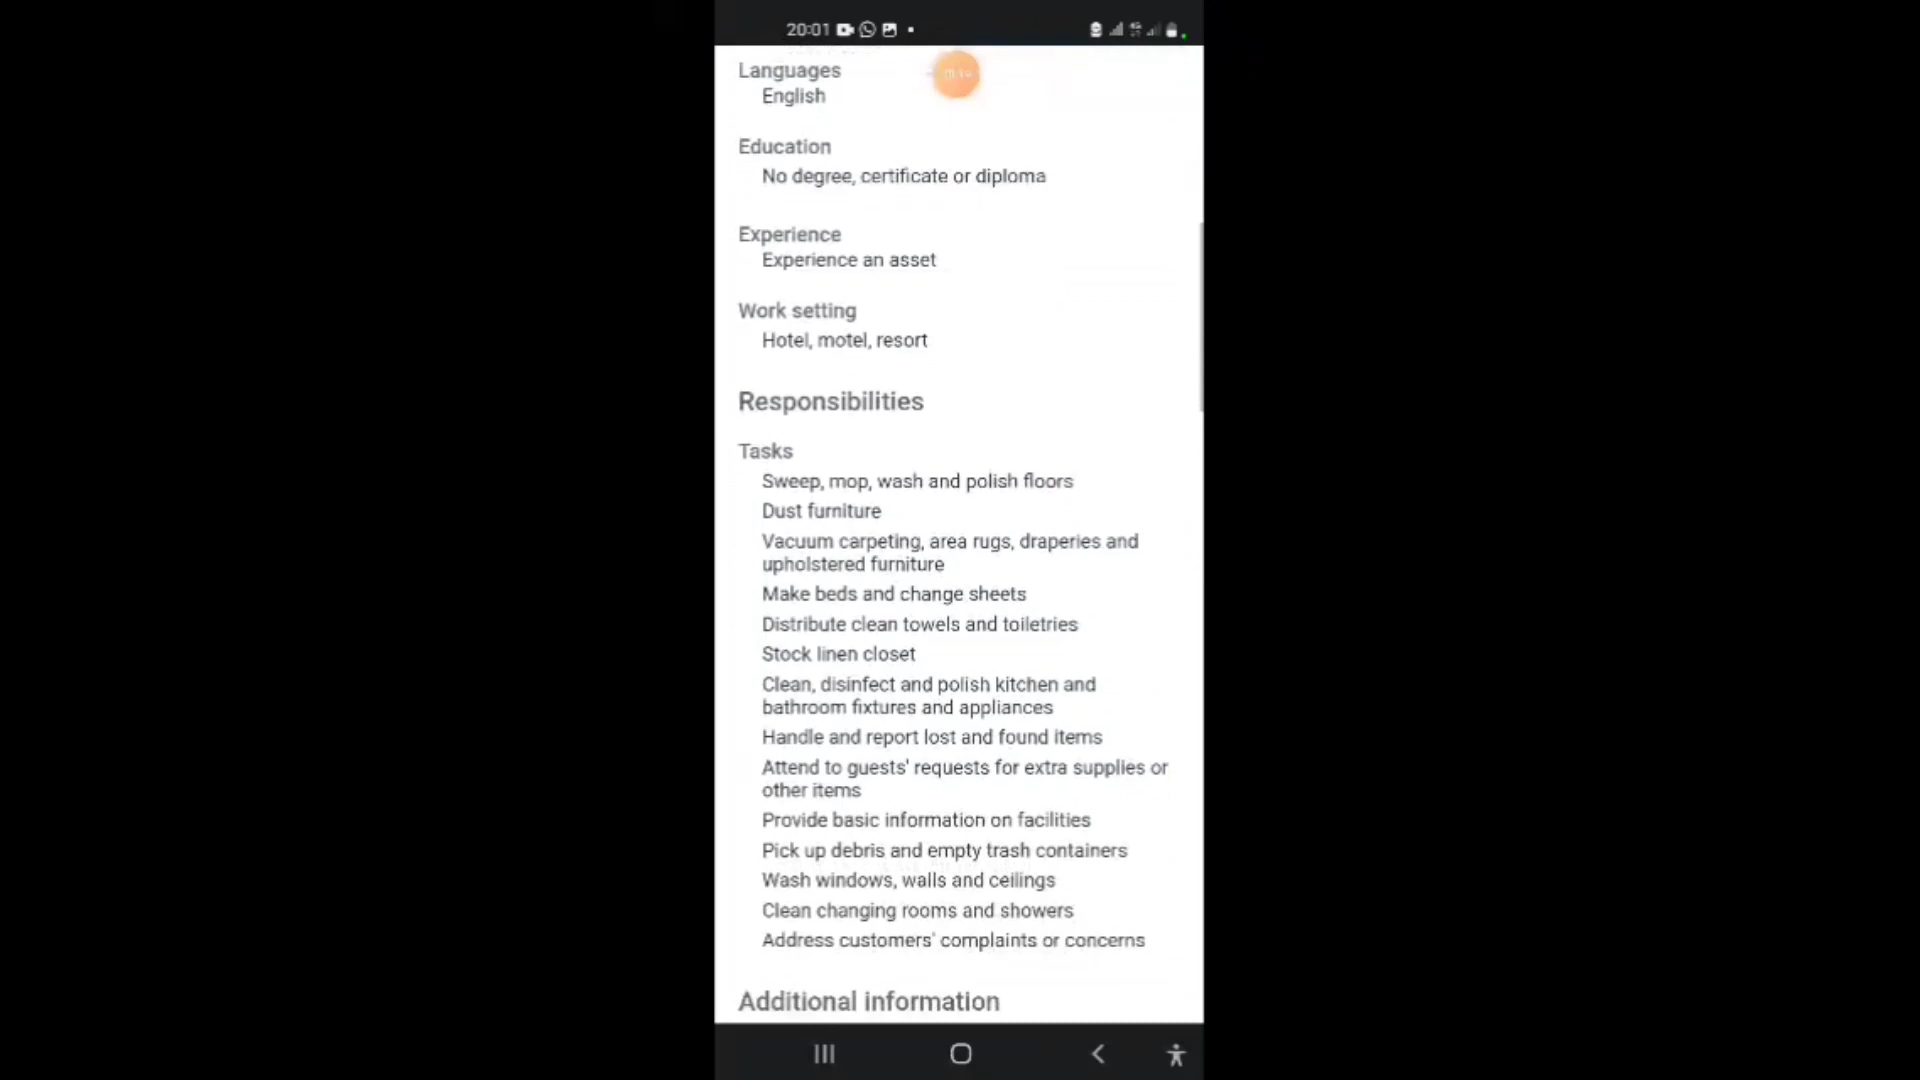 20:01
Languages
English
Education
No degree, certificate or diploma
Experience
Experience an asset
Work setting
Hotel, motel, resort
Responsibilities
Tasks
Sweep, mop, wash and polish floors
Dust furniture
Vacuum carpeting, area rugs, draperies and
upholstered furniture
Make beds and change sheets
Distribute clean towels and toiletries
Stock linen closet
Clean, disinfect and polish kitchen and
bathroom fixtures and appliances
Handle and report lost and found items
Attend to guests' requests for extra supplies or
other items
Provide basic information on facilities
Pick up debris and empty trash containers
Wash windows, walls and ceilings
Clean changing rooms and showers
Address customers' complaints or concerns
Additional information